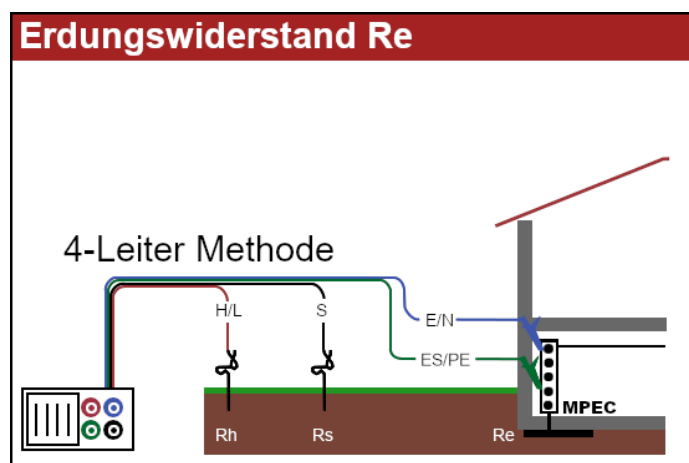 Erdungswiderstand Re
4-Leiter Methode
H/L
S
E/N
ES/PE
MPEC
Rh
Rs
Re